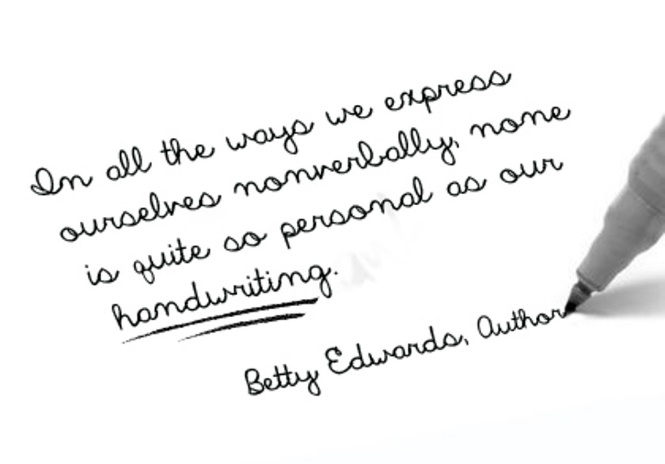 In all the ways we express
ourselves nonverbally, none
is quite so personal as our
handwriting.
Betty Edwards, Author